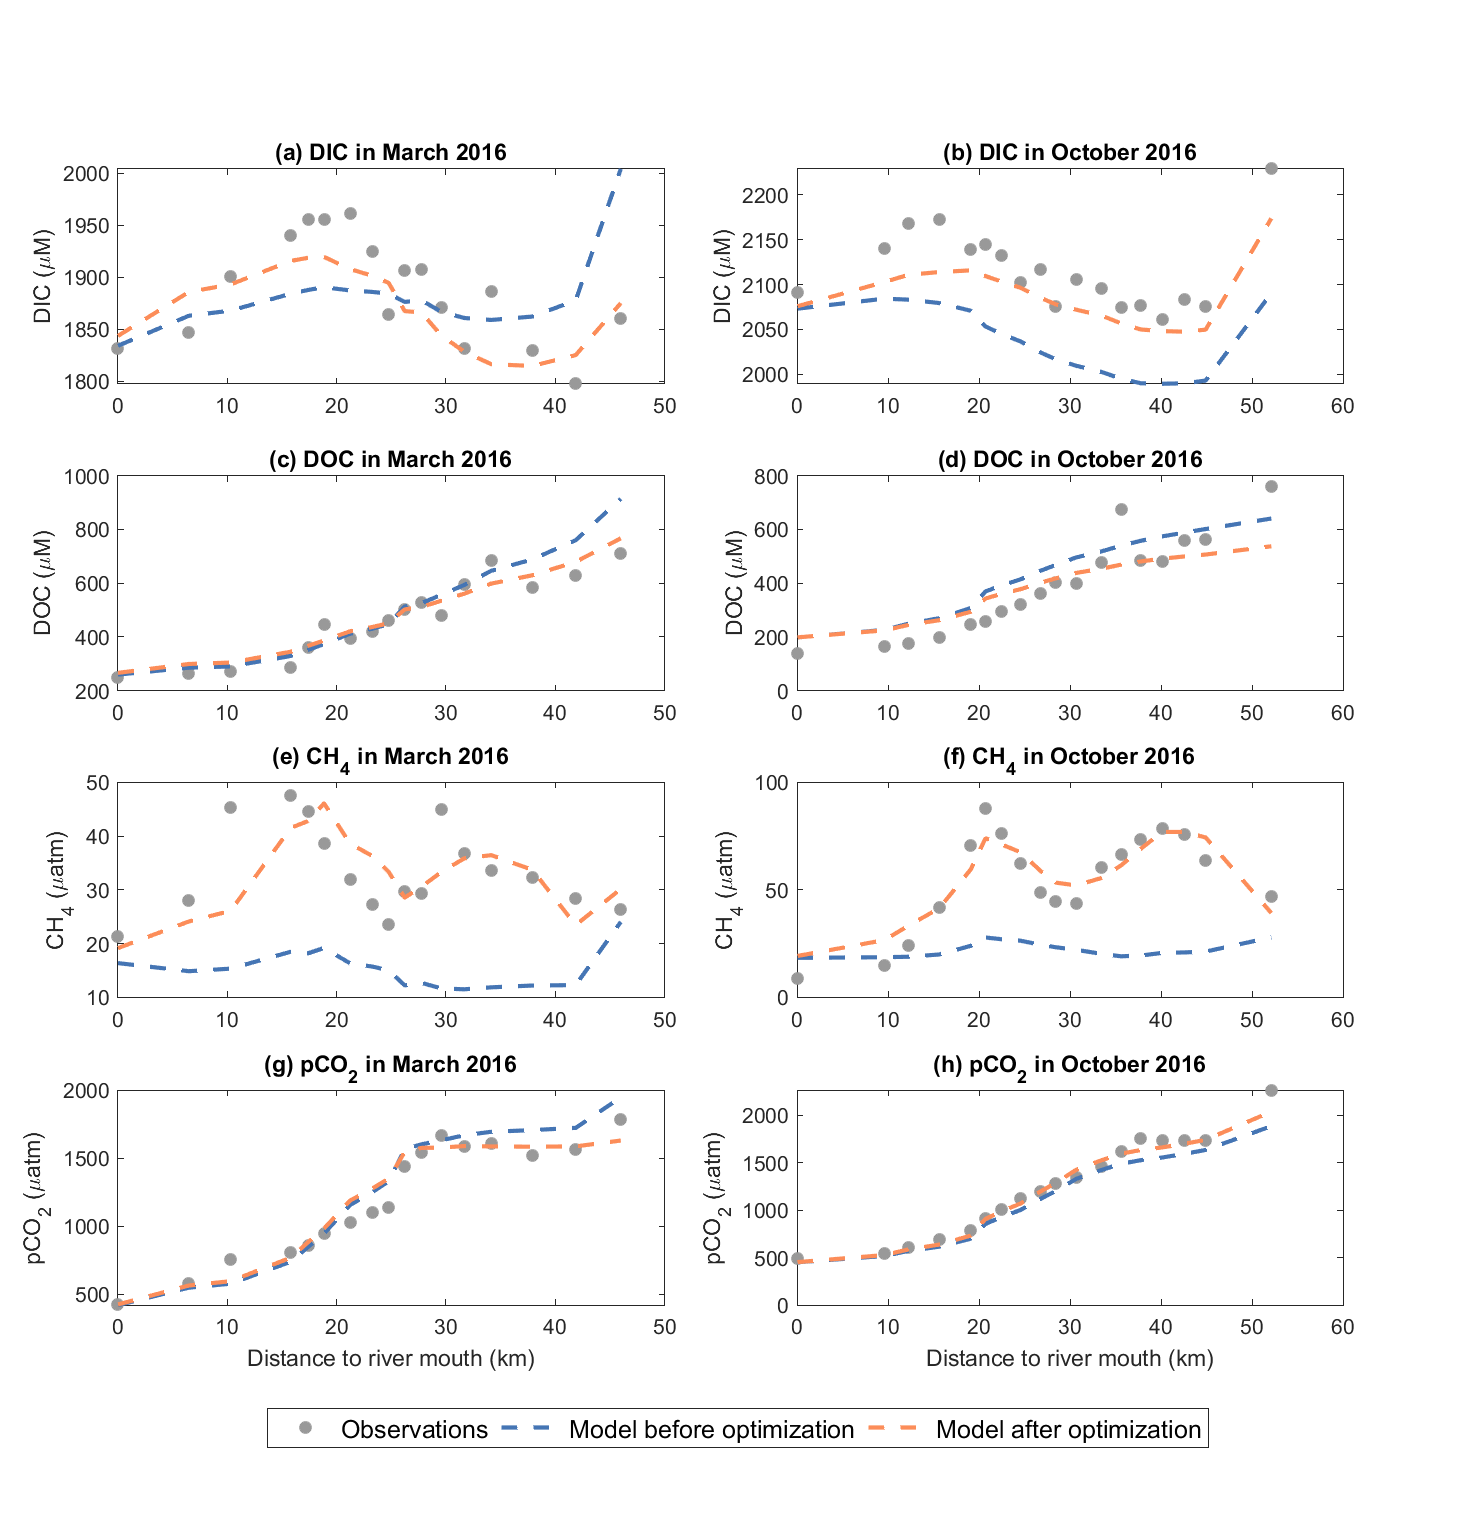 (a) DIC in March 2016
2000
1950
1900
1850
1800
DIC (μM)
0 10 20 30 40 50
(b) DIC in October 2016
2200
2150
2100
2050
2000
DIC (μM)
0 10 20 30 40 50 60
(c) DOC in March 2016
1000
800
600
400
200
DOC (μM)
0 10 20 30 40 50
(d) DOC in October 2016
800
600
400
200
0
DOC (μM)
0 10 20 30 40 50 60
(e) CH4 in March 2016
50
40
30
20
10
CH4 (μatm)
0 10 20 30 40 50
(f) CH4 in October 2016
100
50
0
CH4 (μatm)
0 10 20 30 40 50 60
(g) pCO2 in March 2016
2000
1500
1000
500
pCO2 (μatm)
0 10 20 30 40 50
Distance to river mouth (km)
(h) pCO2 in October 2016
2000
1500
1000
500
0
pCO2 (μatm)
0 10 20 30 40 50 60
Distance to river mouth (km)
Observations Model before optimization Model after optimization